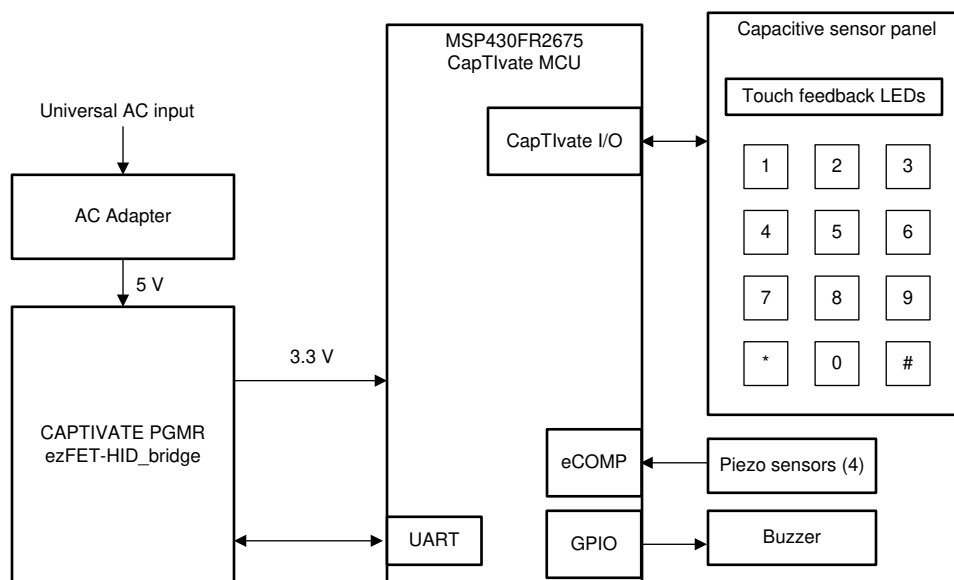 MSP430FR2675
CapTIvate MCU
Capacitive sensor panel
Touch feedback LEDs
Universal AC input
CapTIvate I/O
1 2 3
AC Adapter
4 5 6
5 V
7 8 9
3.3 V
* 0 #
CAPTIVATE PGMR
ezFET-HID_bridge
eCOMP
Piezo sensors (4)
UART
GPIO
Buzzer